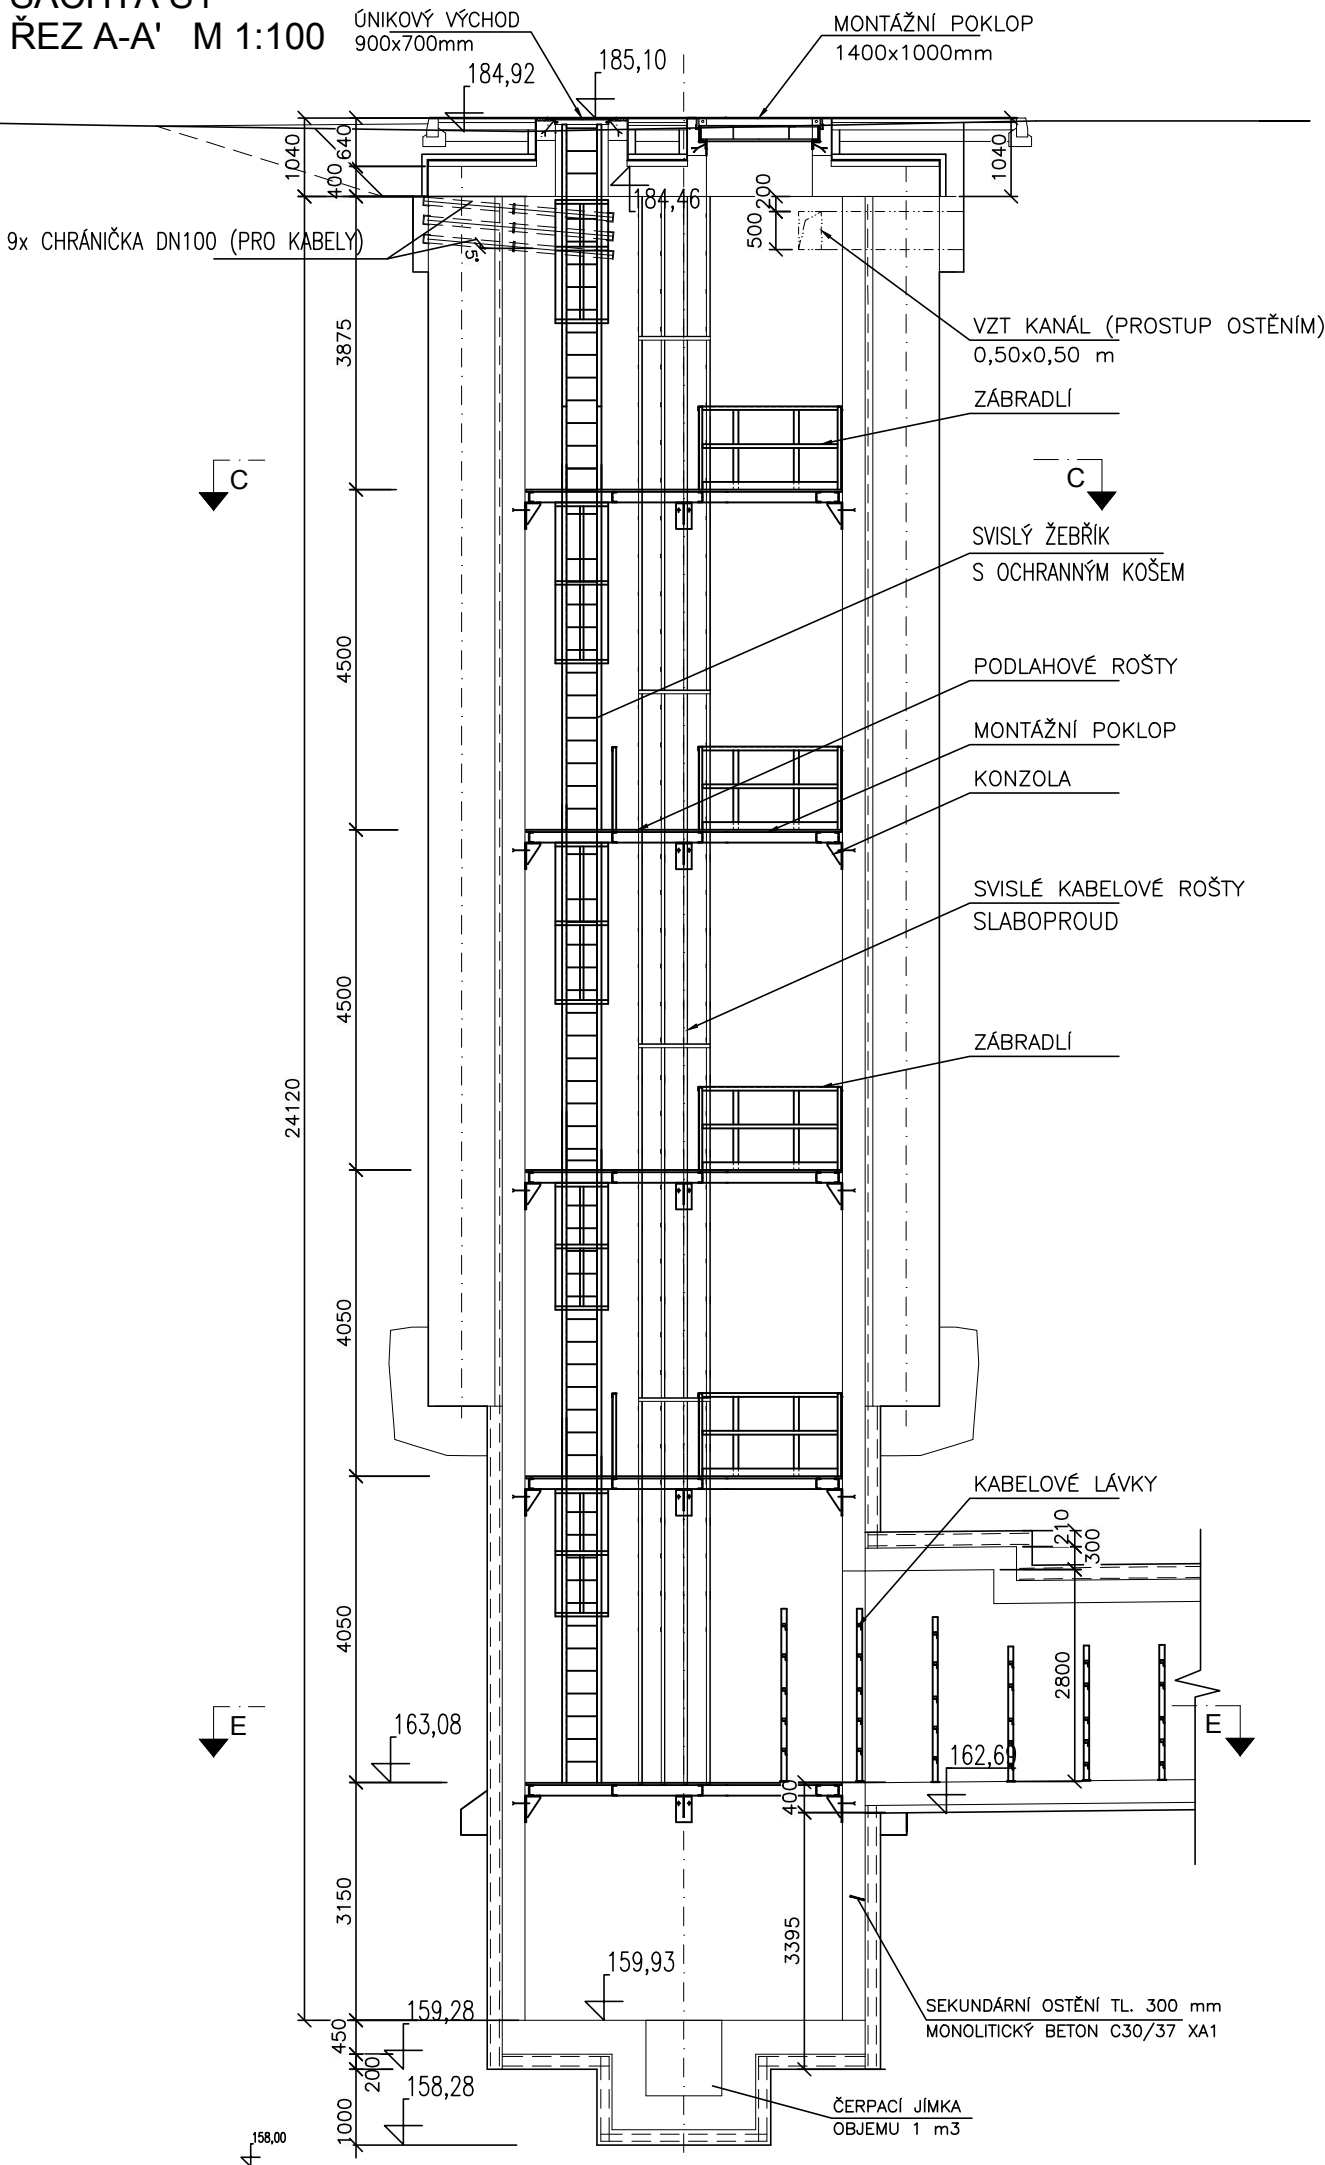 ŘEZ A-A'   M 1:100
ÚNIKOVÝ VÝCHOD
900x700mm
MONTÁŽNÍ POKLOP
1400x1000mm
184,92
185,10
1040
640
400
1040
184,46
200
500
9x CHRÁNIČKA DN100 (PRO KABELY)
5°
VZT KANÁL (PROSTUP OSTĚNÍM)
0,50x0,50 m
3875
ZÁBRADLÍ
C
C
SVISLÝ ŽEBŘÍK
S OCHRANNÝM KOŠEM
4500
PODLAHOVÉ ROŠTY
MONTÁŽNÍ POKLOP
KONZOLA
SVISLÉ KABELOVÉ ROŠTY
SLABOPROUD
4500
ZÁBRADLÍ
24120
4050
KABELOVÉ LÁVKY
210
300
4050
2800
E
163,08
E
162,69
400
3150
3395
159,93
159,28
SEKUNDÁRNÍ OSTĚNÍ TL. 300 mm
MONOLITICKÝ BETON C30/37 XA1
450
200
158,28
1000
ČERPACÍ JÍMKA
OBJEMU 1 m3
158,00